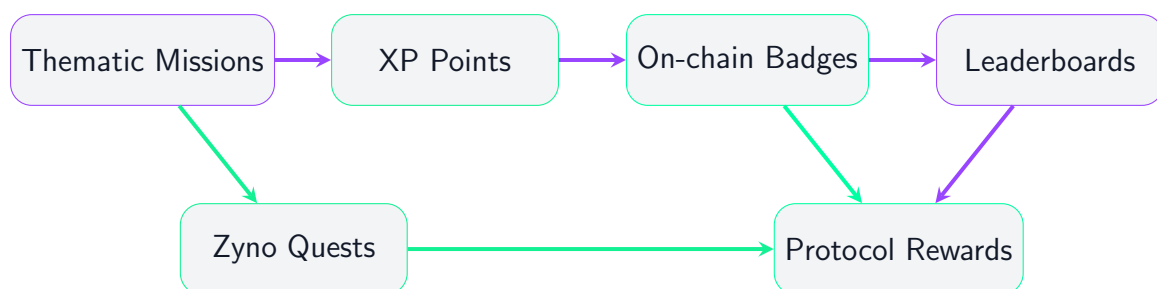 Thematic Missions
XP Points
On-chain Badges
Leaderboards
Zyno Quests
Protocol Rewards